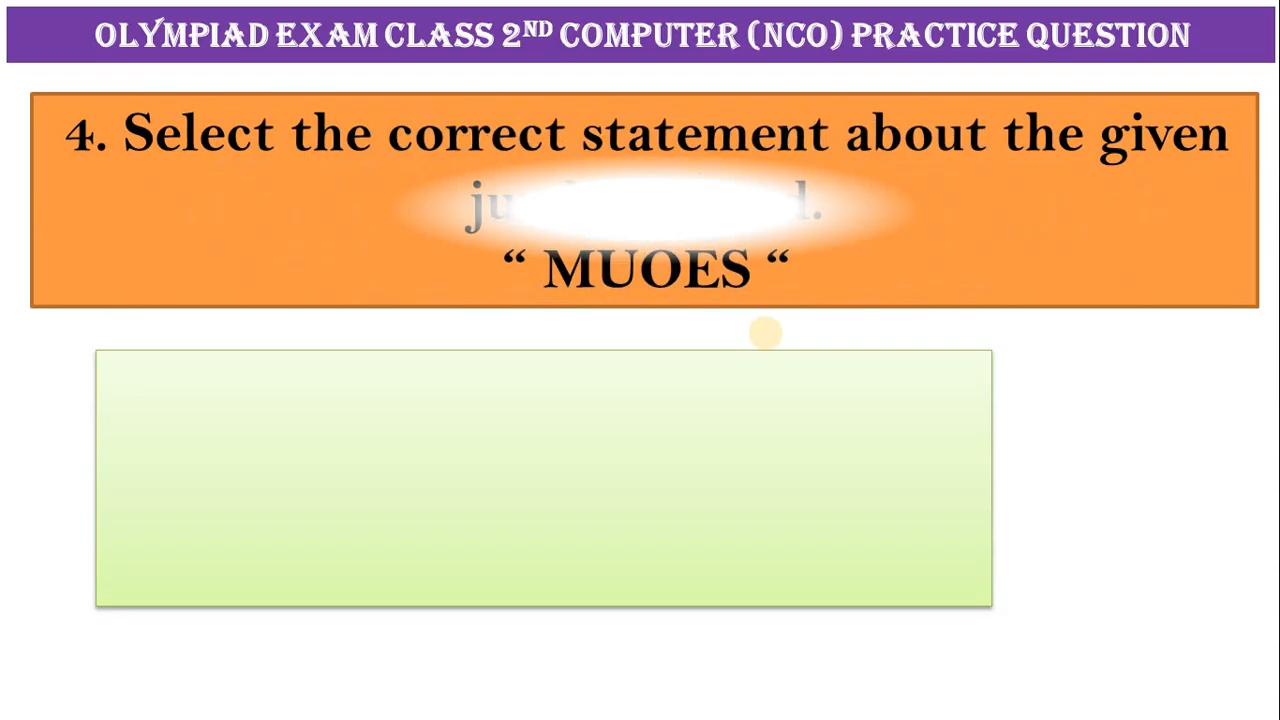 OLYMPIAD EXAM CLASS 2ND COMPUTER (NCO) PRACTICE QUESTION
4. Select the correct statement about the given
“ MUOES “